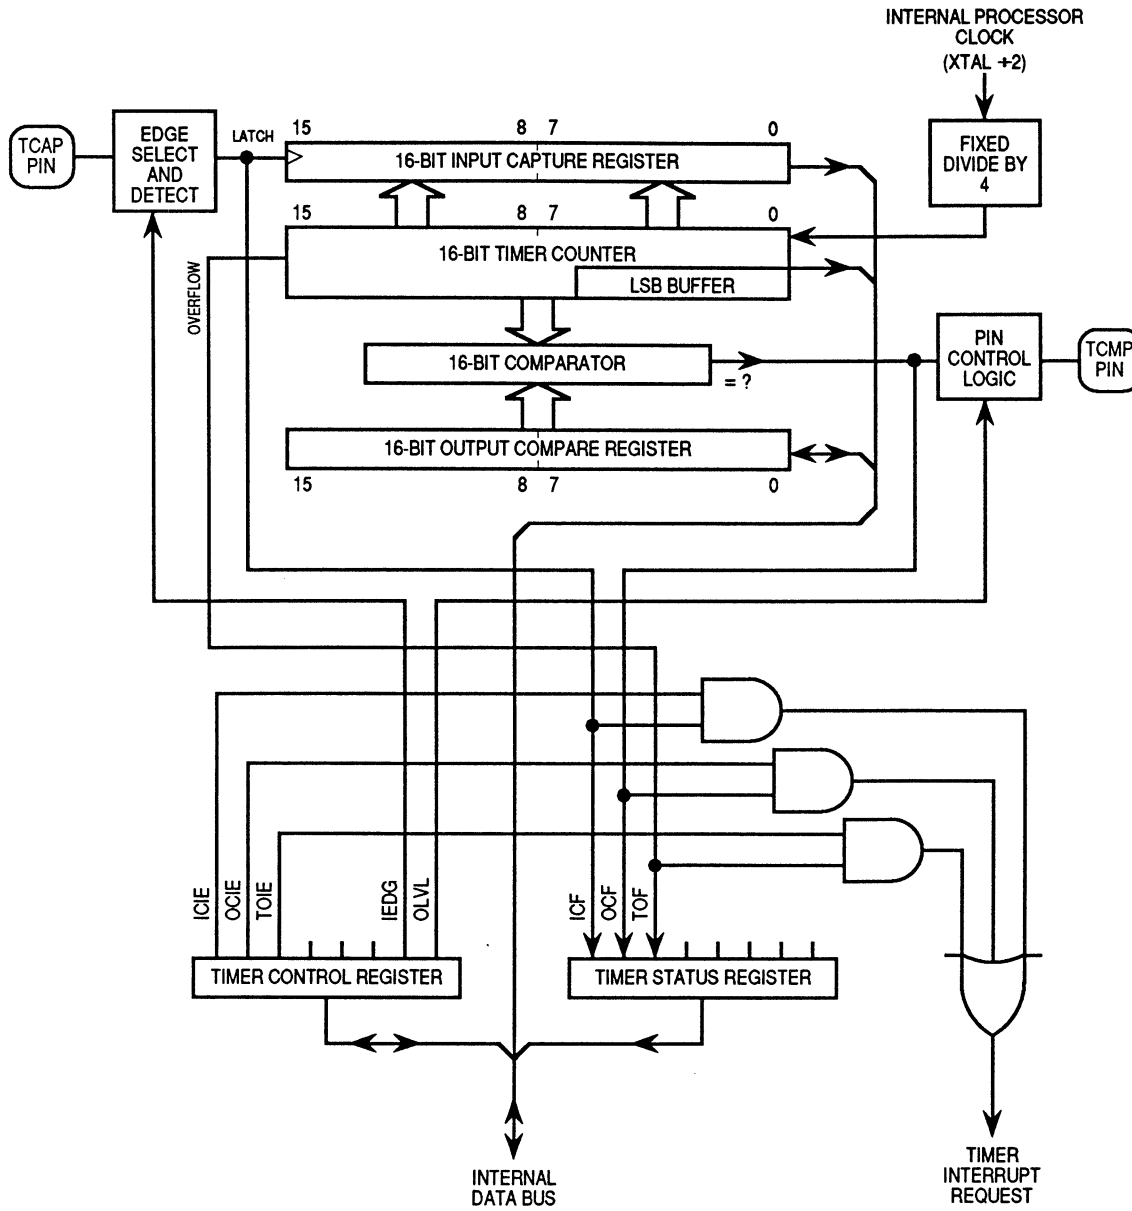 INTERNAL PROCESSOR
CLOCK
(XTAL ÷2)
TCAP
PIN
EDGE
SELECT
AND
DETECT
LATCH
15 8 7 0
16-BIT INPUT CAPTURE REGISTER
FIXED
DIVIDE BY
4
15 8 7 0
16-BIT TIMER COUNTER
LSB BUFFER
OVERFLOW
16-BIT COMPARATOR
= ?
PIN
CONTROL
LOGIC
TCMP
PIN
16-BIT OUTPUT COMPARE REGISTER
15 8 7 0
ICIE
OCIE
TOIE
IEDG
OLVL
ICF
OCF
TOF
TIMER CONTROL REGISTER
TIMER STATUS REGISTER
INTERNAL
DATA BUS
TIMER
INTERRUPT
REQUEST